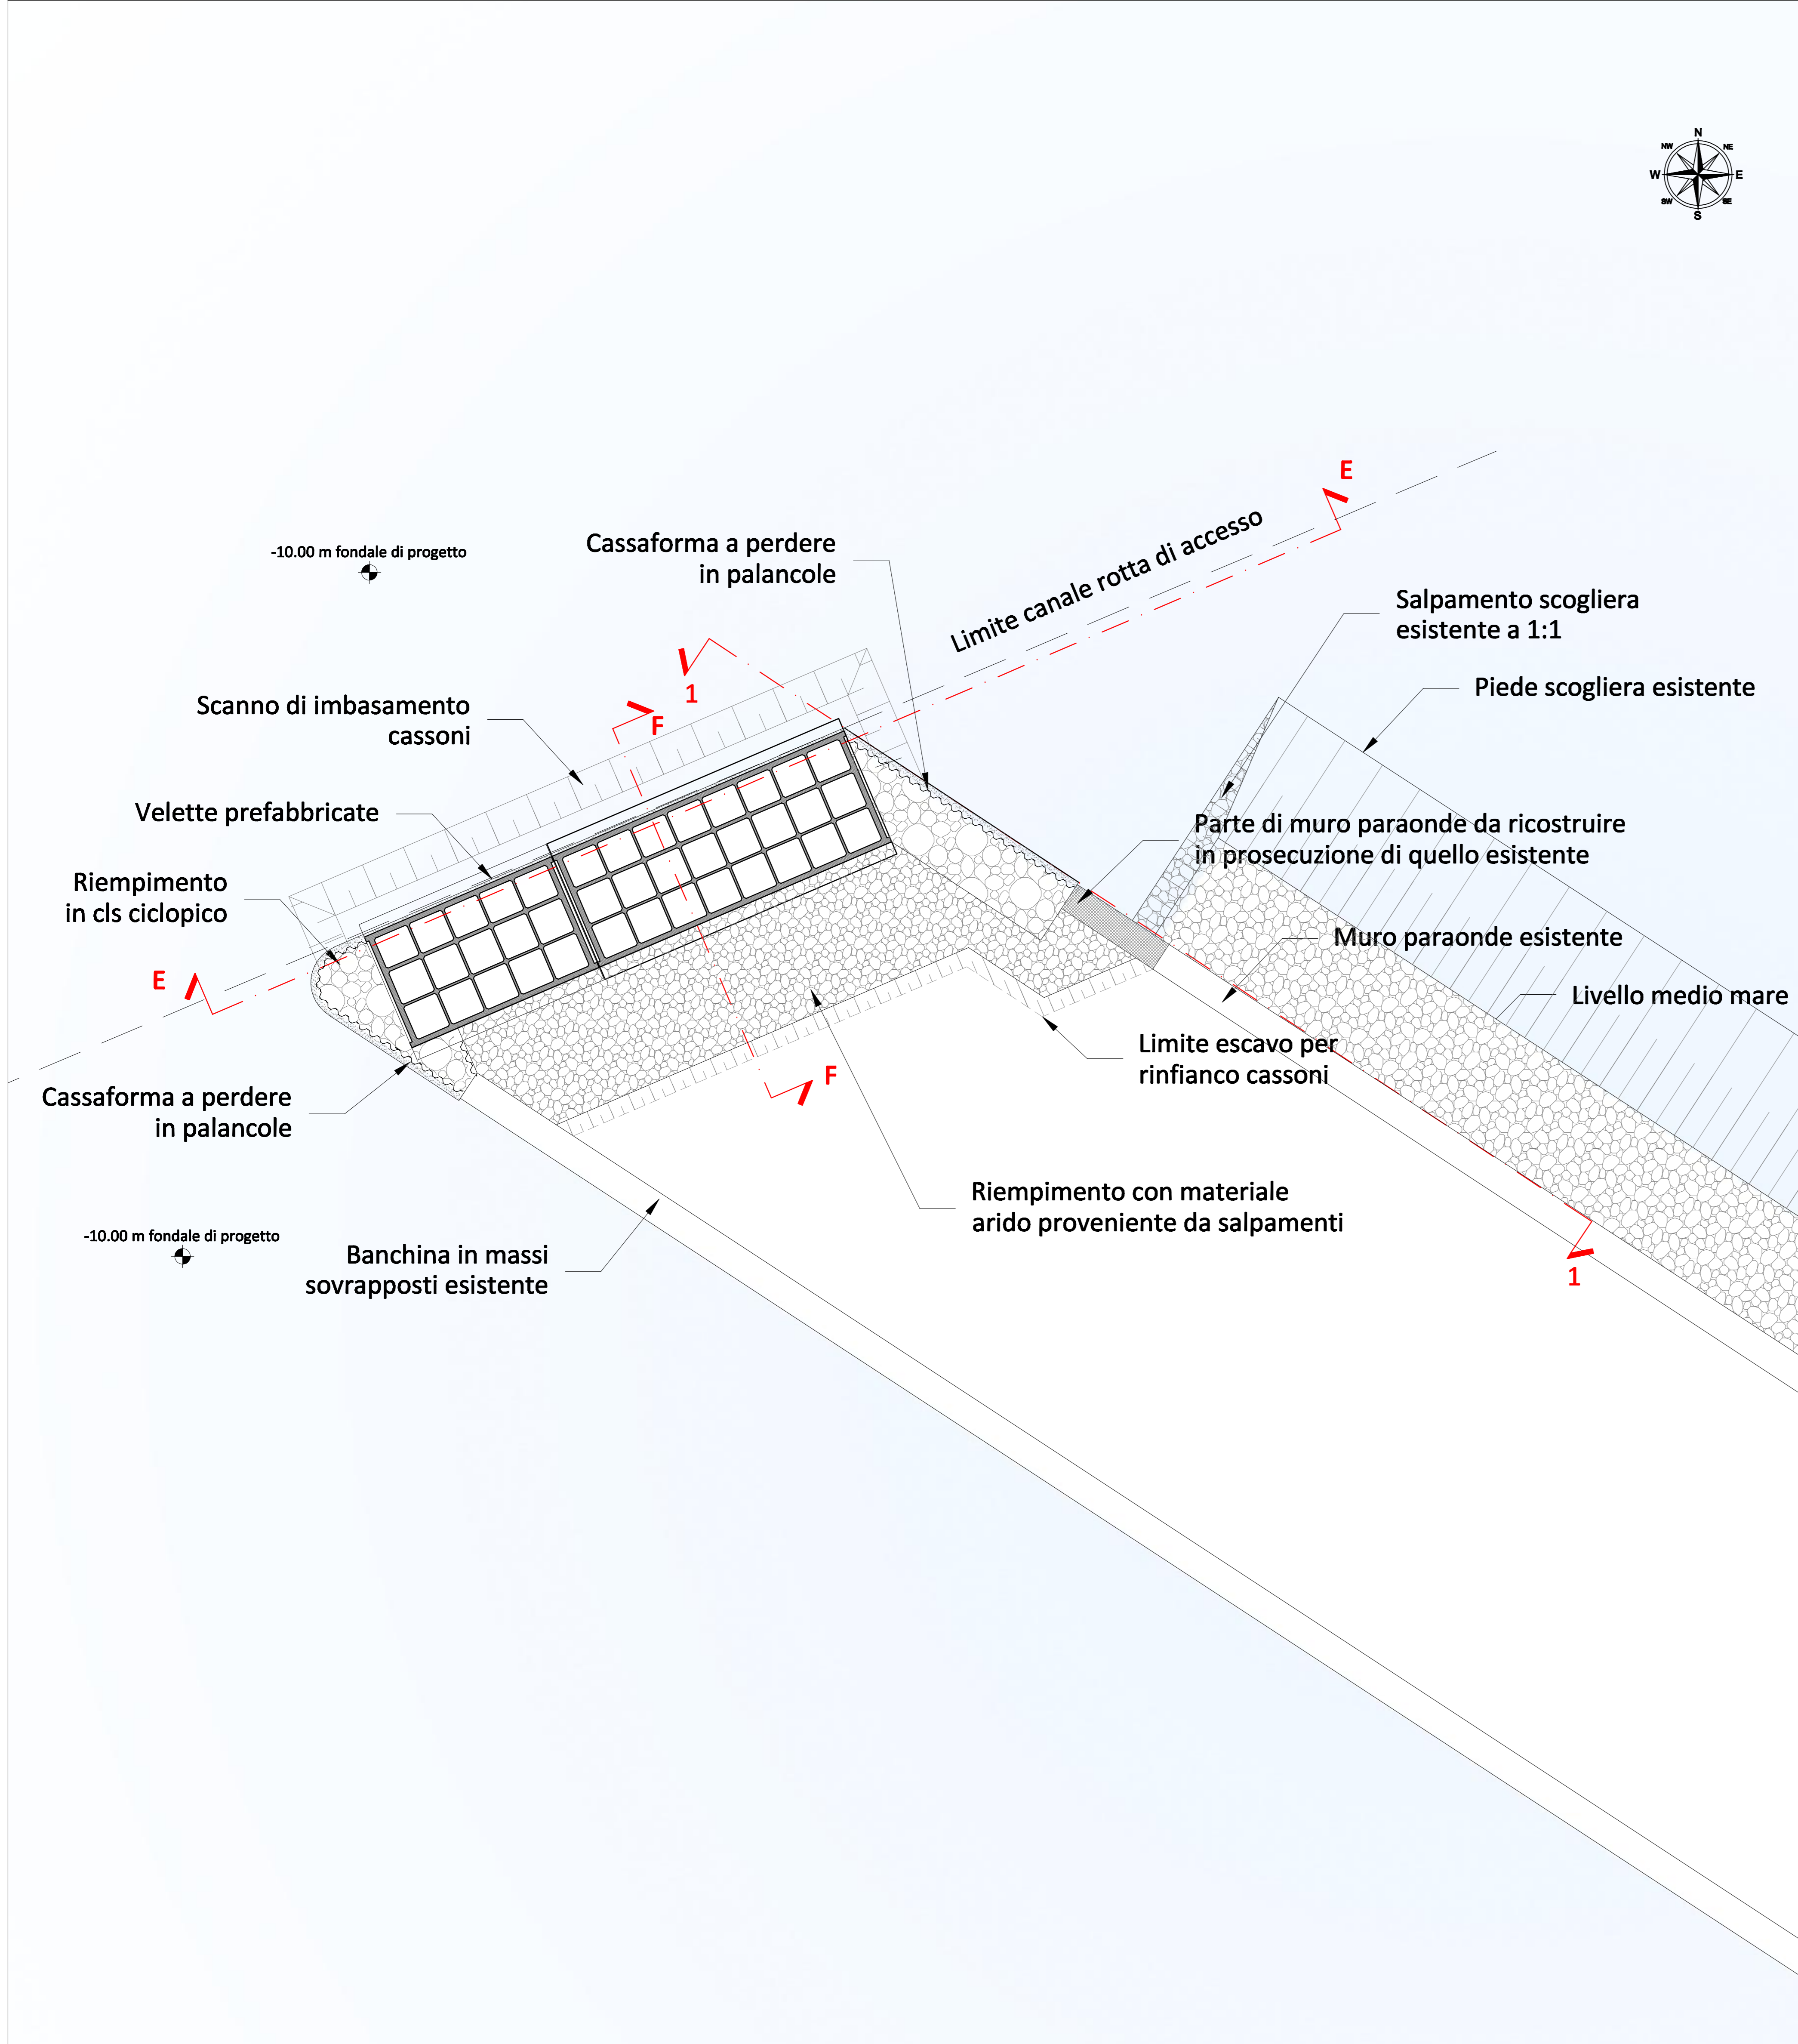 N
NW
NE
W
E
SW
SE
S
E
Limite canale rotta di accesso
Cassaforma a perdere
in palancole
-10.00 m fondale di progetto
Salpamento scogliera
esistente a 1:1
Piede scogliera esistente
1
F
Scanno di imbasamento
cassoni
Velette prefabbricate
Parte di muro paraonde da ricostruire
in prosecuzione di quello esistente
Riempimento
in cls ciclopico
Muro paraonde esistente
E
Livello medio mare
Limite escavo per
rinfianco cassoni
F
Cassaforma a perdere
in palancole
Riempimento con materiale
arido proveniente da salpamenti
-10.00 m fondale di progetto
Banchina in massi
sovrapposti esistente
1